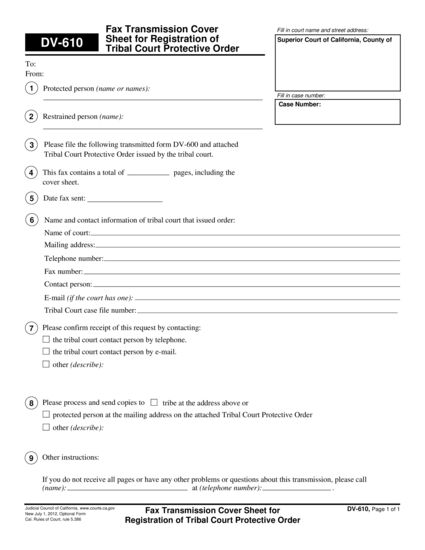 DV-610
Fax Transmission Cover
Sheet for Registration of
Tribal Court Protective Order
Fill in court name and street address:
Superior Court of California, County of
Fill in case number:
Case Number:
To:
From:
1 Protected person (name or names):
2 Restrained person (name):
3 Please file the following transmitted form DV-600 and attached
Tribal Court Protective Order issued by the tribal court.
4 This fax contains a total of ____________ pages, including the
cover sheet.
5 Date fax sent: ____________________
6 Name and contact information of tribal court that issued order:
Name of court:
Mailing address:
Telephone number:
Fax number:
Contact person:
E-mail (if the court has one):
Tribal Court case file number:
7 Please confirm receipt of this request by contacting:
☐ the tribal court contact person by telephone.
☐ the tribal court contact person by e-mail.
☐ other (describe):
8 Please process and send copies to ☐ tribe at the address above or
☐ protected person at the mailing address on the attached Tribal Court Protective Order
☐ other (describe):
9 Other instructions:
If you do not receive all pages or have any other problems or questions about this transmission, please call
(name): ____________________ at (telephone number): ____________________ .
Judicial Council of California, www.courts.ca.gov
New July 1, 2012, Optional Form
Cal. Rules of Court, rule 5.386
Fax Transmission Cover Sheet for
Registration of Tribal Court Protective Order
DV-610, Page 1 of 1